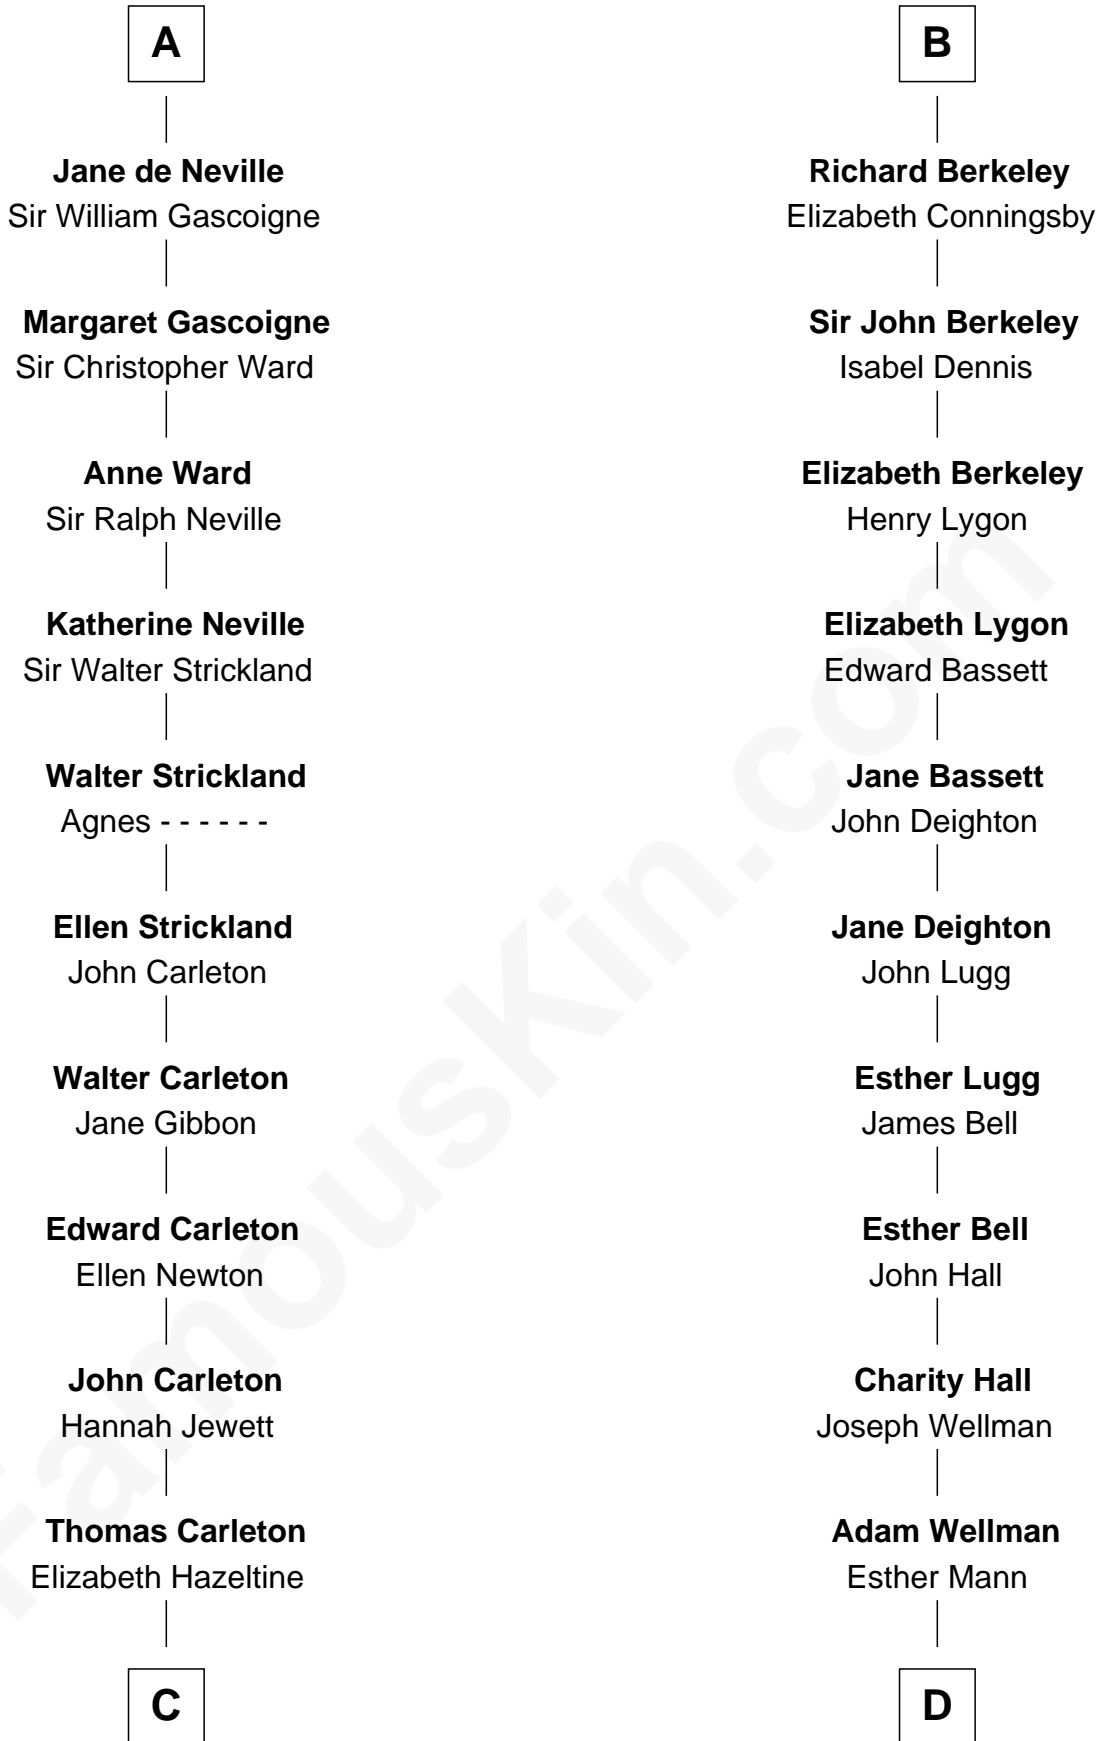 A
Jane de Neville
Sir William Gascoigne
Margaret Gascoigne
Sir Christopher Ward
Anne Ward
Sir Ralph Neville
Katherine Neville
Sir Walter Strickland
Walter Strickland
Agnes - - - - - -
Ellen Strickland
John Carleton
Walter Carleton
Jane Gibbon
Edward Carleton
Ellen Newton
John Carleton
Hannah Jewett
Thomas Carleton
Elizabeth Hazeltine
C
B
Richard Berkeley
Elizabeth Conningsby
Sir John Berkeley
Isabel Dennis
Elizabeth Berkeley
Henry Lygon
Elizabeth Lygon
Edward Bassett
Jane Bassett
John Deighton
Jane Deighton
John Lugg
Esther Lugg
James Bell
Esther Bell
John Hall
Charity Hall
Joseph Wellman
Adam Wellman
Esther Mann
D
FamousKin.com